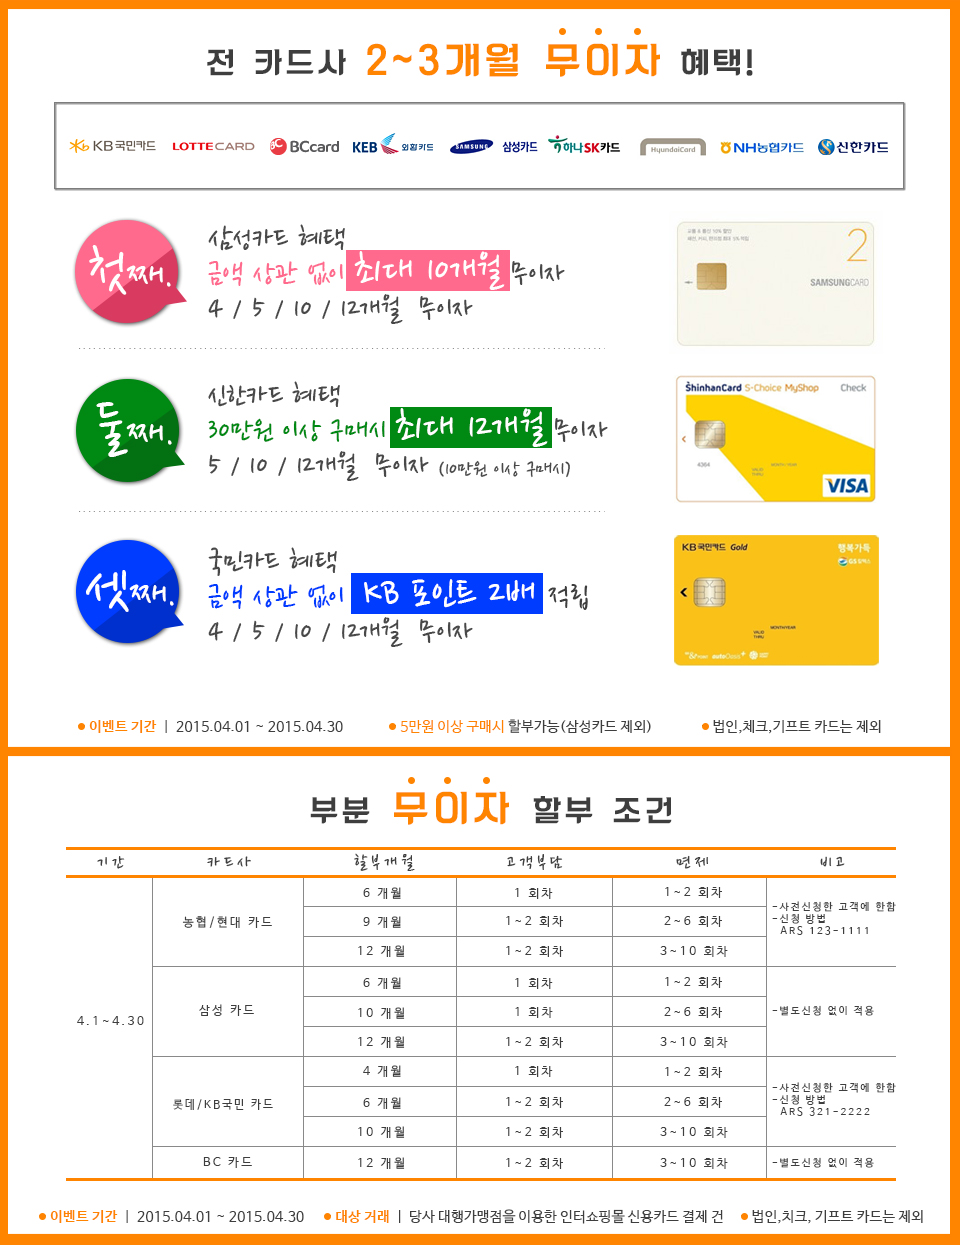 전 카드사 2~3개월 무이자 혜택!
KB국민카드 LOTTECARD BCcard KEB 외환카드 SAMSUNG 삼성카드 하나SK카드 HyundaiCard NH농협카드 신한카드
첫째.
삼성카드 혜택
금액 상관 없이 최대 10개월 무이자
4 / 5 / 10 / 12개월 무이자
2
SAMSUNGCARD
둘째.
신한카드 혜택
30만원 이상 구매시 최대 12개월 무이자
5 / 10 / 12개월 무이자 (10만원 이상 구매시)
ShinhanCard S-Choice MyShop Check
4364
VALID THRU MONTH / YEAR
VISA
셋째.
국민카드 혜택
금액 상관 없이 KB 포인트 2배 적립
4 / 5 / 10 / 12개월 무이자
KB국민카드 Gold 행복가득
MONTH/YEAR
VALID
THRU
● 이벤트 기간 | 2015.04.01 ~ 2015.04.30 ● 5만원 이상 구매시 할부가능(삼성카드 제외) ● 법인,체크,기프트 카드는 제외
부분 무이자 할부 조건
기간 카드사 할부개월 고객부담 면제 비고
4.1~4.30
농협/현대 카드
6 개월 1 회차 1~2 회차
9 개월 1~2 회차 2~6 회차
12 개월 1~2 회차 3~10 회차
-사전신청한 고객에 한함
-신청 방법
ARS 123-1111
삼성 카드
6 개월 1 회차 1~2 회차
10 개월 1 회차 2~6 회차
12 개월 1~2 회차 3~10 회차
-별도신청 없이 적용
롯데/KB국민 카드
4 개월 1 회차 1~2 회차
6 개월 1~2 회차 2~6 회차
10 개월 1~2 회차 3~10 회차
-사전신청한 고객에 한함
-신청 방법
ARS 321-2222
BC 카드 12 개월 1~2 회차 3~10 회차 -별도신청 없이 적용
● 이벤트 기간 | 2015.04.01 ~ 2015.04.30 ● 대상 거래 | 당사 대행가맹점을 이용한 인터쇼핑몰 신용카드 결제 건 ● 법인,치크, 기프트 카드는 제외